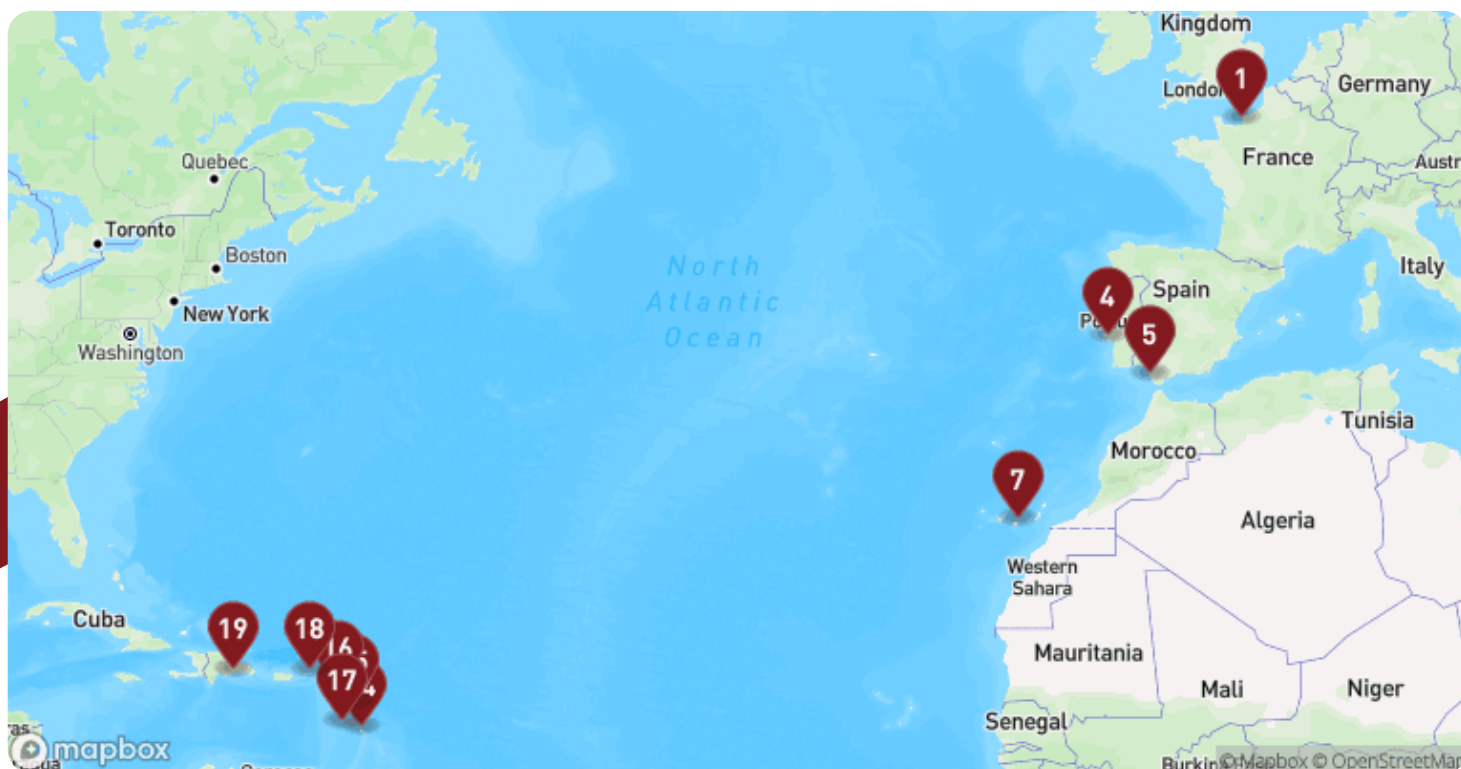 Kingdom
1
London
Germany
France
Austr
Quebec
Toronto
Boston
New York
Washington
North
Atlantic
Ocean
4
Spain
Italy
5
Tunisia
Morocco
7
Algeria
Western
Sahara
Cuba
19
18
16
17
4
Mauritania
Mali
Niger
Senegal
mapbox
© Mapbox © OpenStreetMap